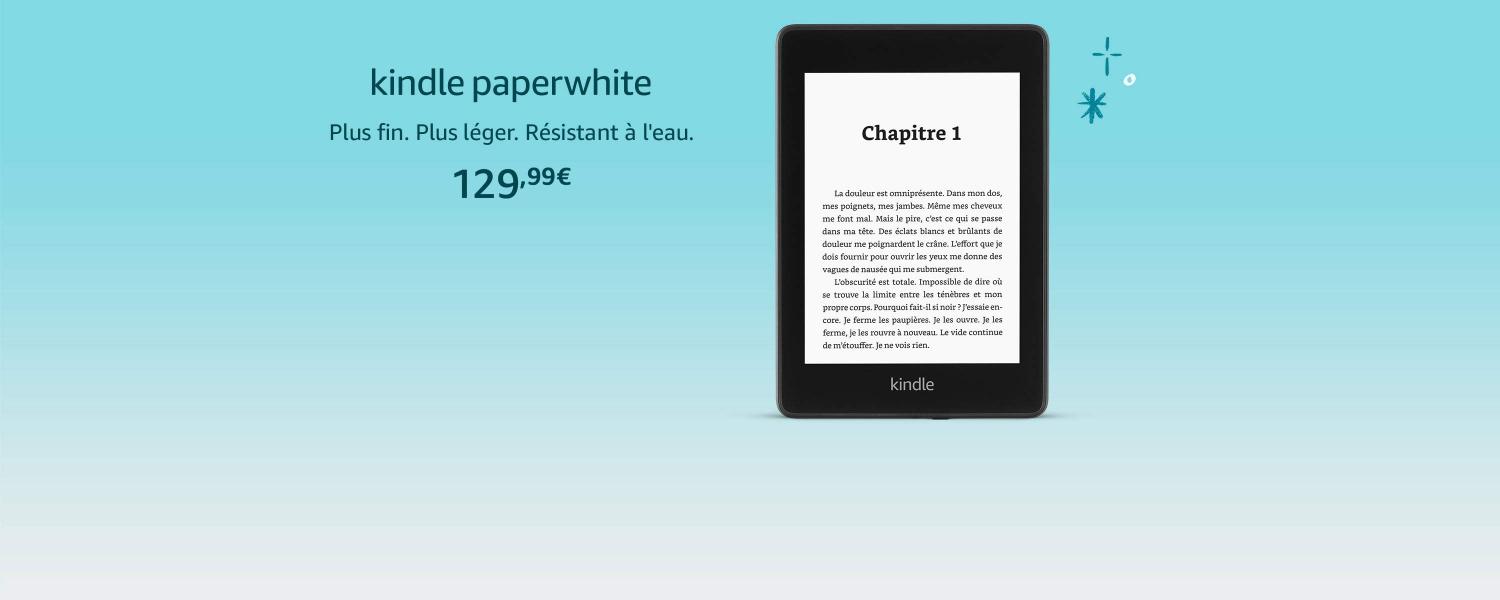 kindle paperwhite
Plus fin. Plus léger. Résistant à l'eau.
129,99€
Chapitre 1
La douleur est omniprésente. Dans mon dos,
mes poignets, mes jambes. Même mes cheveux
me font mal. Mais le pire, c'est ce qui se passe
dans ma tête. Des éclats blancs et brûlants de
douleur me poignardent le crâne. L'effort que je
dois fournir pour ouvrir les yeux me donne des
vagues de nausée qui me submergent.
L'obscurité est totale. Impossible de dire où
se trouve la limite entre les ténèbres et mon
propre corps. Pourquoi fait-il si noir ? J'essaie en-
core. Je ferme les paupières. Je les ouvre. Je les
ferme, je les rouvre à nouveau. Le vide continue
de m'étouffer. Je ne vois rien.
kindle